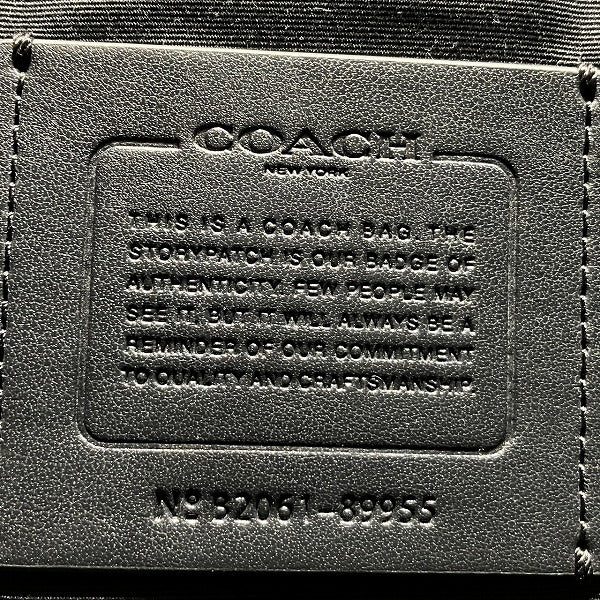 COACH
NEW YORK
THIS IS A COACH BAG. THE
STORYPATCH IS OUR BADGE OF
AUTHENTICITY. FEW PEOPLE MAY
SEE IT, BUT IT WILL ALWAYS BE A
REMINDER OF OUR COMMITMENT
TO QUALITY AND CRAFTSMANSHIP.
Nº B2061-89955